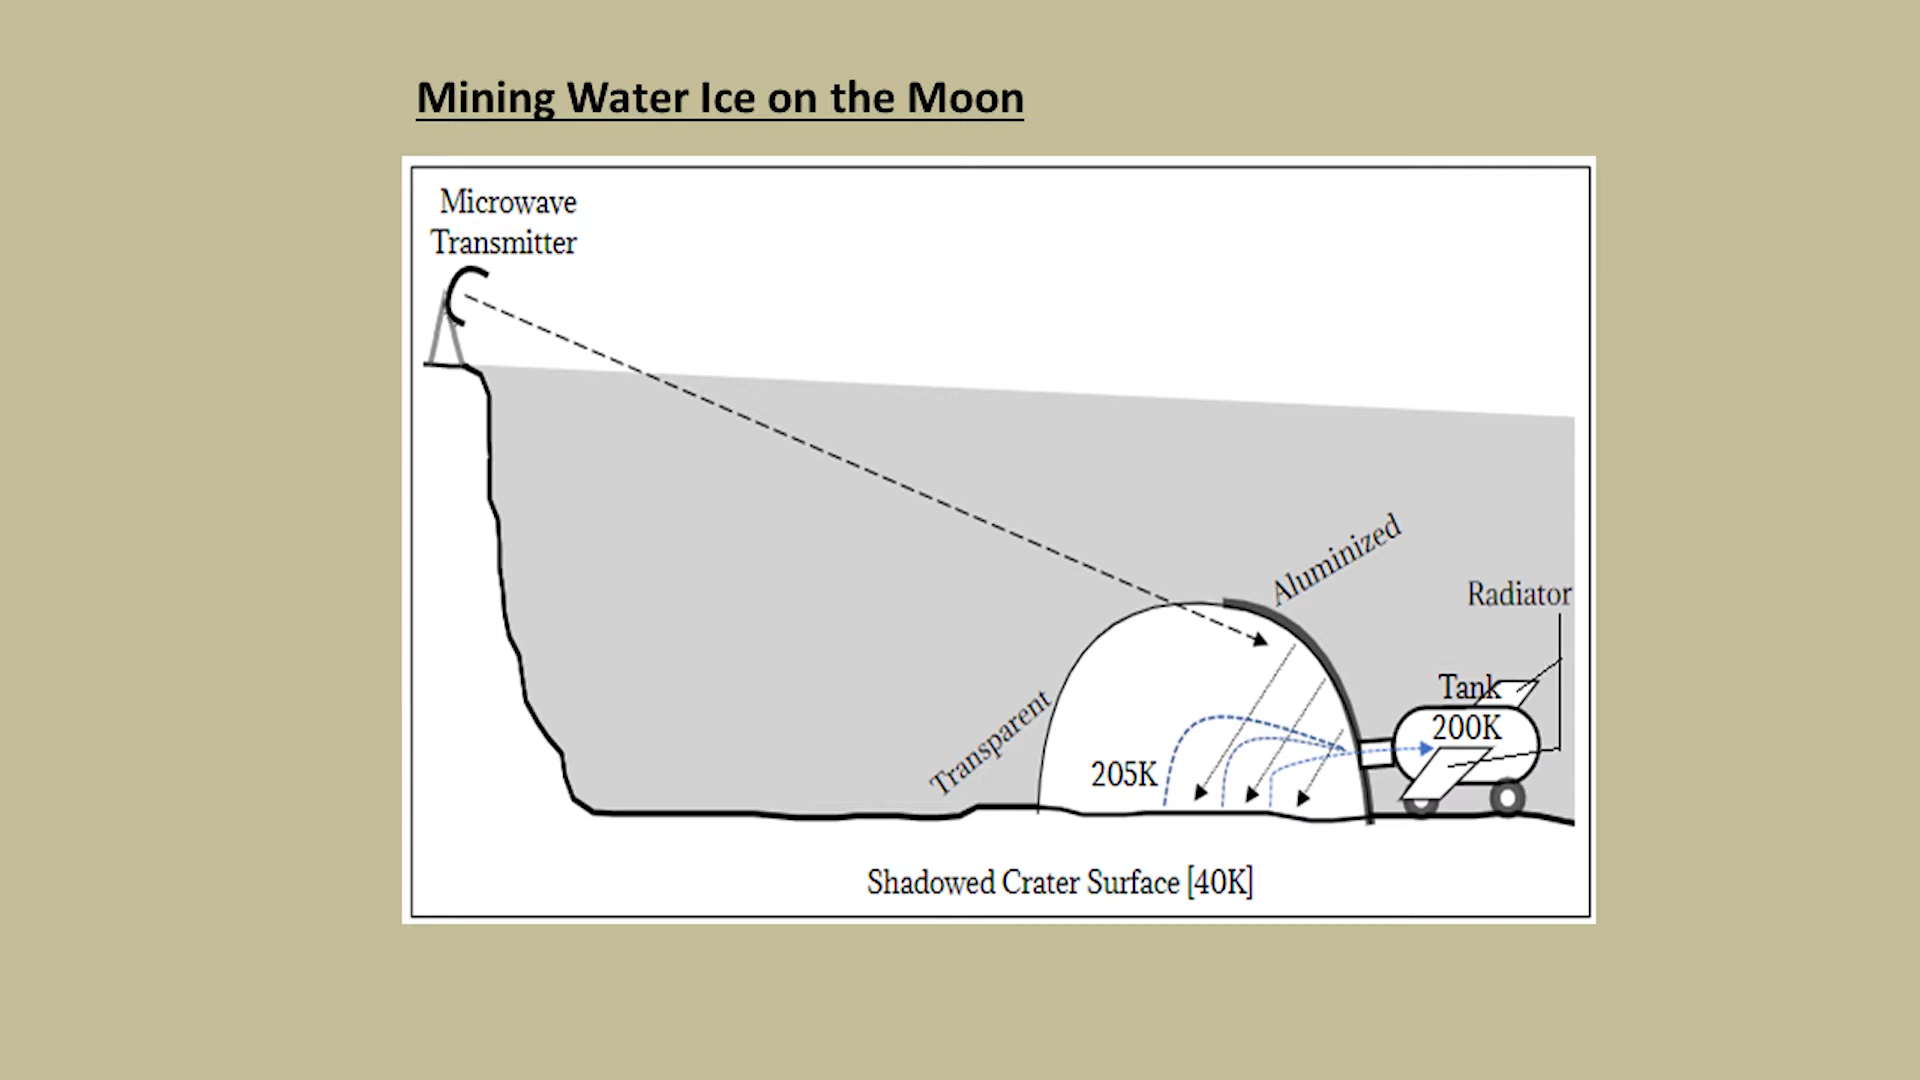 Mining Water Ice on the Moon
Microwave
Transmitter
Aluminized
Radiator
Transparent
Tank
200K
205K
Shadowed Crater Surface [40K]